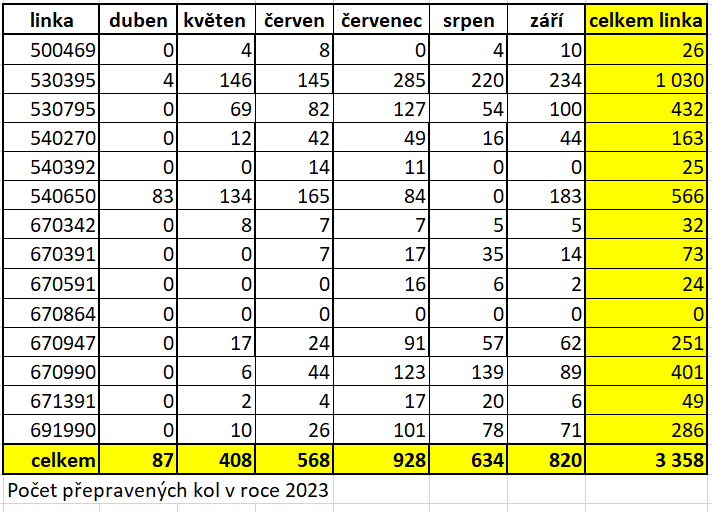 linka duben květen červen červenec srpen září celkem linka
500469 0 4 8 0 4 10 26
530395 4 146 145 285 220 234 1 030
530795 0 69 82 127 54 100 432
540270 0 12 42 49 16 44 163
540392 0 0 14 11 0 0 25
540650 83 134 165 84 0 183 566
670342 0 8 7 7 5 5 32
670391 0 0 7 17 35 14 73
670591 0 0 0 16 6 2 24
670864 0 0 0 0 0 0 0
670947 0 17 24 91 57 62 251
670990 0 6 44 123 139 89 401
671391 0 2 4 17 20 6 49
691990 0 10 26 101 78 71 286
celkem 87 408 568 928 634 820 3 358
Počet přepravených kol v roce 2023